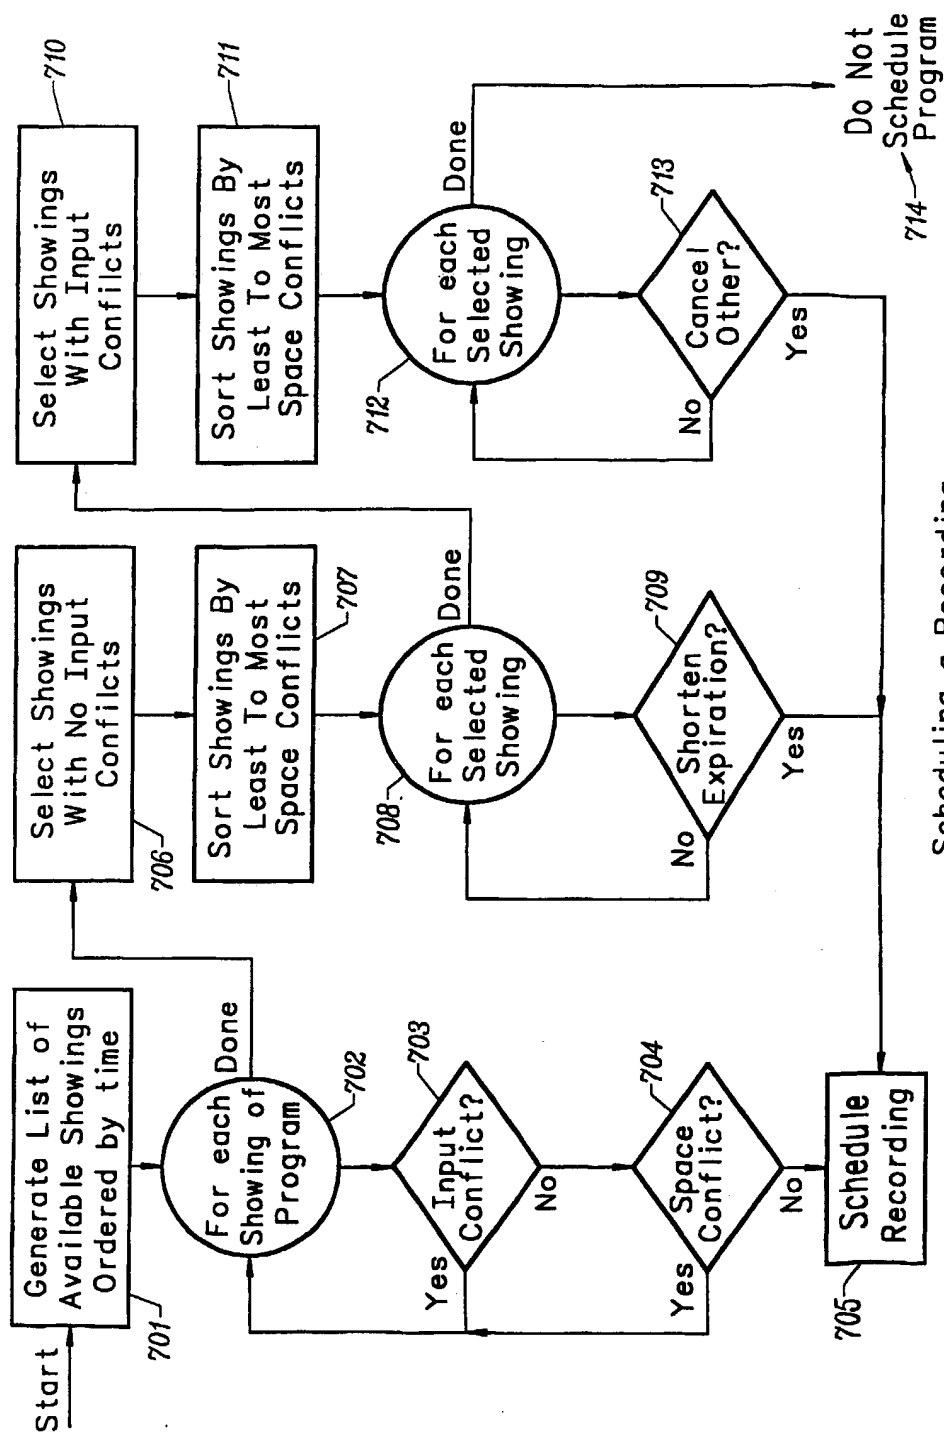 Start
Generate List of
Available Showings
Ordered by time
701
For each
Showing of
Program
Done
702
Input
Conflict?
703
Yes
No
Space
Conflict?
704
Yes
No
Schedule
Recording
705
Select Showings
With No Input
Confilcts
706
Sort Showings By
Least To Most
Space Conflicts
707
For each
Selected
Showing
Done
708
Shorten
Expiration?
709
No
Yes
Select Showings
With Input
Confilcts
710
Sort Showings By
Least To Most
Space Conflicts
711
For each
Selected
Showing
Done
712
Cancel
Other?
713
No
Yes
Do Not
Schedule
Program
714
Scheduling a Recording